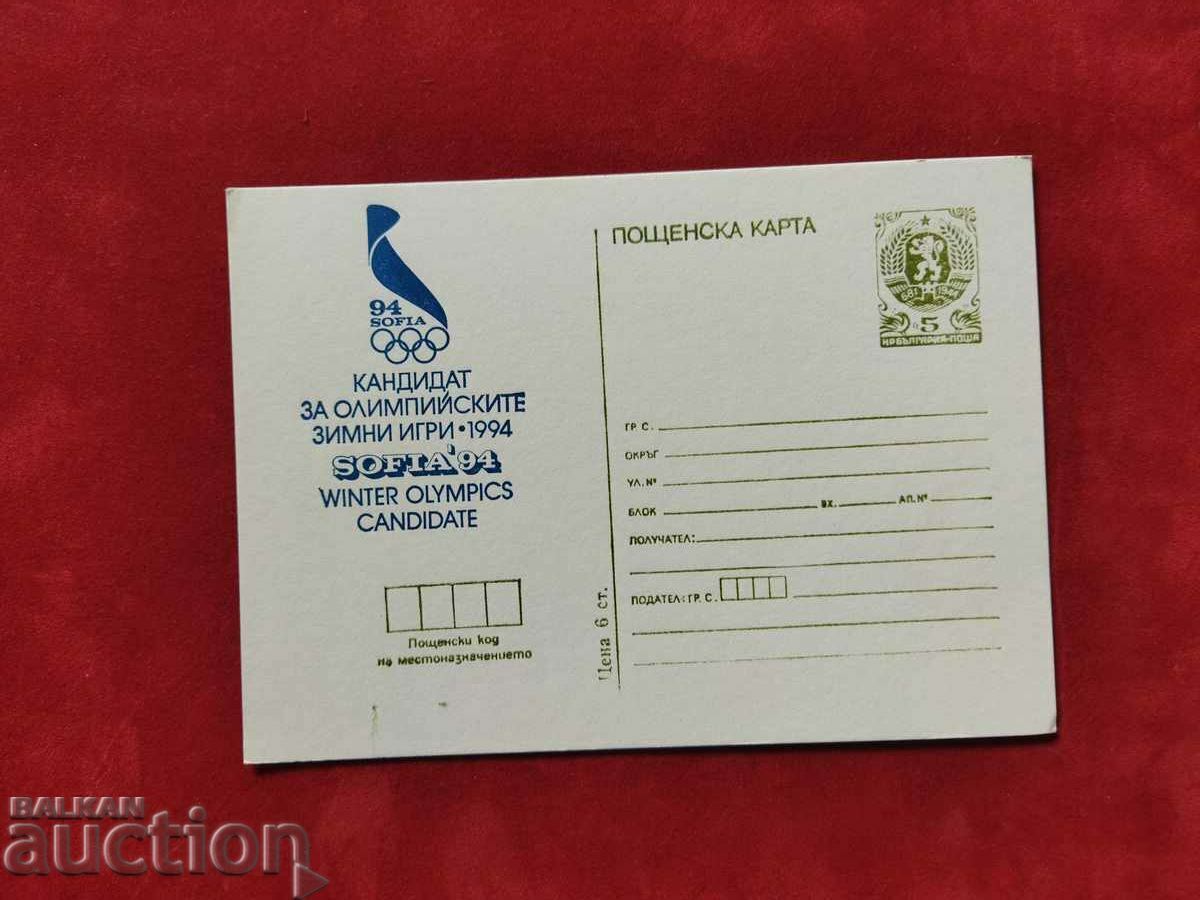 94
SOFIA
КАНДИДАТ
ЗА ОЛИМПИЙСКИТЕ
ЗИМНИ ИГРИ•1994
SOFIA'94
WINTER OLYMPICS
CANDIDATE
Пощенски код
на местоназначението
Цена 6 ст.
ПОЩЕНСКА КАРТА
681 1944
5
НР БЪЛГАРИЯ-ПОЩА
ГР. С.
ОКРЪГ
УЛ. №
БЛОК ВХ. АП. №
ПОЛУЧАТЕЛ:
ПОДАТЕЛ: ГР. С.
BALKAN
auction